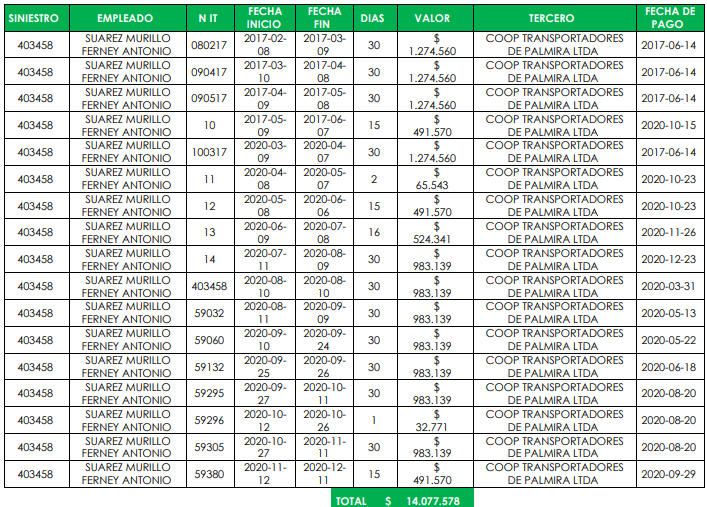 SINIESTRO EMPLEADO N IT FECHA INICIO FECHA FIN DIAS VALOR TERCERO FECHA DE PAGO
403458 SUAREZ MURILLO FERNEY ANTONIO 080217 2017-02-08 2017-03-09 30 $ 1.274.560 COOP TRANSPORTADORES DE PALMIRA LTDA 2017-06-14
403458 SUAREZ MURILLO FERNEY ANTONIO 090417 2017-03-10 2017-04-08 30 $ 1.274.560 COOP TRANSPORTADORES DE PALMIRA LTDA 2017-06-14
403458 SUAREZ MURILLO FERNEY ANTONIO 090517 2017-04-09 2017-05-08 30 $ 1.274.560 COOP TRANSPORTADORES DE PALMIRA LTDA 2017-06-14
403458 SUAREZ MURILLO FERNEY ANTONIO 10 2017-05-09 2017-06-07 15 $ 491.570 COOP TRANSPORTADORES DE PALMIRA LTDA 2020-10-15
403458 SUAREZ MURILLO FERNEY ANTONIO 100317 2020-03-09 2020-04-07 30 $ 1.274.560 COOP TRANSPORTADORES DE PALMIRA LTDA 2017-06-14
403458 SUAREZ MURILLO FERNEY ANTONIO 11 2020-04-08 2020-05-07 2 $ 65.543 COOP TRANSPORTADORES DE PALMIRA LTDA 2020-10-23
403458 SUAREZ MURILLO FERNEY ANTONIO 12 2020-05-08 2020-06-06 15 $ 491.570 COOP TRANSPORTADORES DE PALMIRA LTDA 2020-10-23
403458 SUAREZ MURILLO FERNEY ANTONIO 13 2020-06-09 2020-07-08 16 $ 524.341 COOP TRANSPORTADORES DE PALMIRA LTDA 2020-11-26
403458 SUAREZ MURILLO FERNEY ANTONIO 14 2020-07-11 2020-08-09 30 $ 983.139 COOP TRANSPORTADORES DE PALMIRA LTDA 2020-12-23
403458 SUAREZ MURILLO FERNEY ANTONIO 403458 2020-08-10 2020-08-10 30 $ 983.139 COOP TRANSPORTADORES DE PALMIRA LTDA 2020-03-31
403458 SUAREZ MURILLO FERNEY ANTONIO 59032 2020-08-11 2020-09-09 30 $ 983.139 COOP TRANSPORTADORES DE PALMIRA LTDA 2020-05-13
403458 SUAREZ MURILLO FERNEY ANTONIO 59060 2020-09-10 2020-09-24 30 $ 983.139 COOP TRANSPORTADORES DE PALMIRA LTDA 2020-05-22
403458 SUAREZ MURILLO FERNEY ANTONIO 59132 2020-09-25 2020-09-26 30 $ 983.139 COOP TRANSPORTADORES DE PALMIRA LTDA 2020-06-18
403458 SUAREZ MURILLO FERNEY ANTONIO 59295 2020-09-27 2020-10-11 30 $ 983.139 COOP TRANSPORTADORES DE PALMIRA LTDA 2020-08-20
403458 SUAREZ MURILLO FERNEY ANTONIO 59296 2020-10-12 2020-10-26 1 $ 32.771 COOP TRANSPORTADORES DE PALMIRA LTDA 2020-08-20
403458 SUAREZ MURILLO FERNEY ANTONIO 59305 2020-10-27 2020-11-11 30 $ 983.139 COOP TRANSPORTADORES DE PALMIRA LTDA 2020-08-20
403458 SUAREZ MURILLO FERNEY ANTONIO 59380 2020-11-12 2020-12-11 15 $ 491.570 COOP TRANSPORTADORES DE PALMIRA LTDA 2020-09-29
TOTAL $ 14.077.578